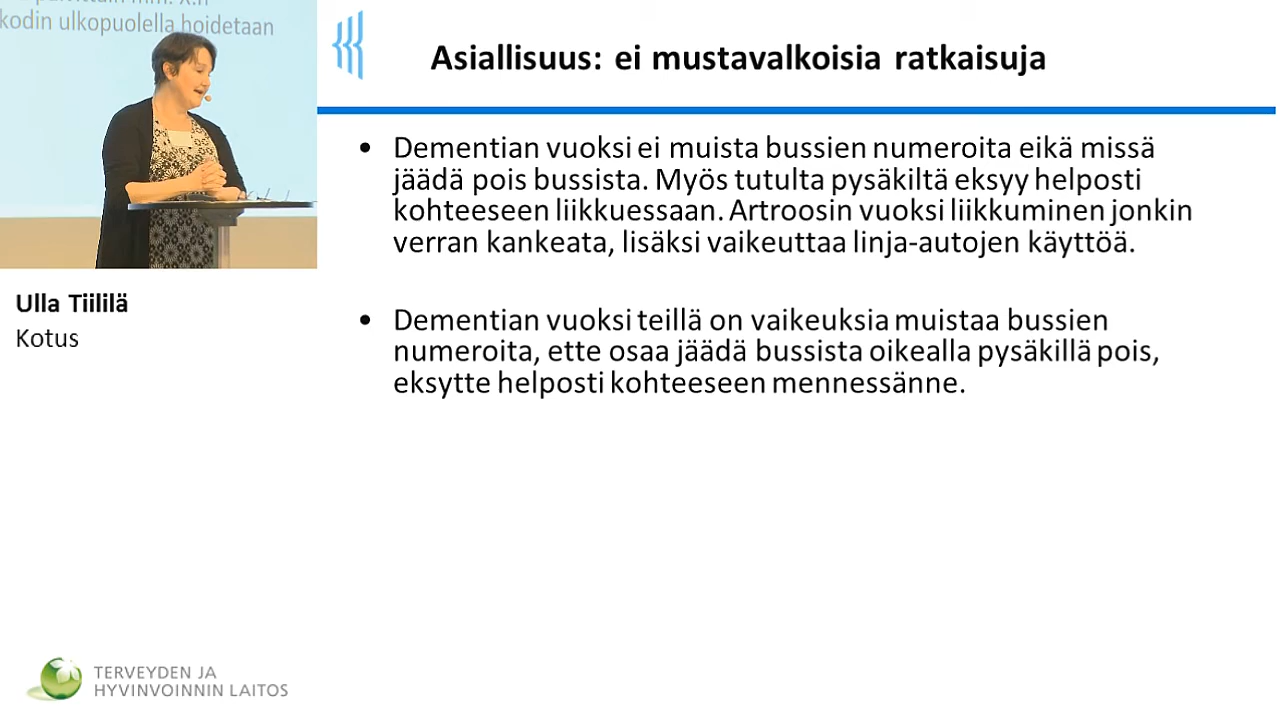 kodin ulkopuolella hoidetaan
Asiallisuus: ei mustavalkoisia ratkaisuja
• Dementian vuoksi ei muista bussien numeroita eikä missä
jäädä pois bussista. Myös tutulta pysäkiltä eksyy helposti
kohteeseen liikkuessaan. Artroosin vuoksi liikkuminen jonkin
verran kankeata, lisäksi vaikeuttaa linja-autojen käyttöä.
• Dementian vuoksi teillä on vaikeuksia muistaa bussien
numeroita, ette osaa jäädä bussista oikealla pysäkillä pois,
eksytte helposti kohteeseen mennessänne.
Ulla Tiililä
Kotus
TERVEYDEN JA
HYVINVOINNIN LAITOS